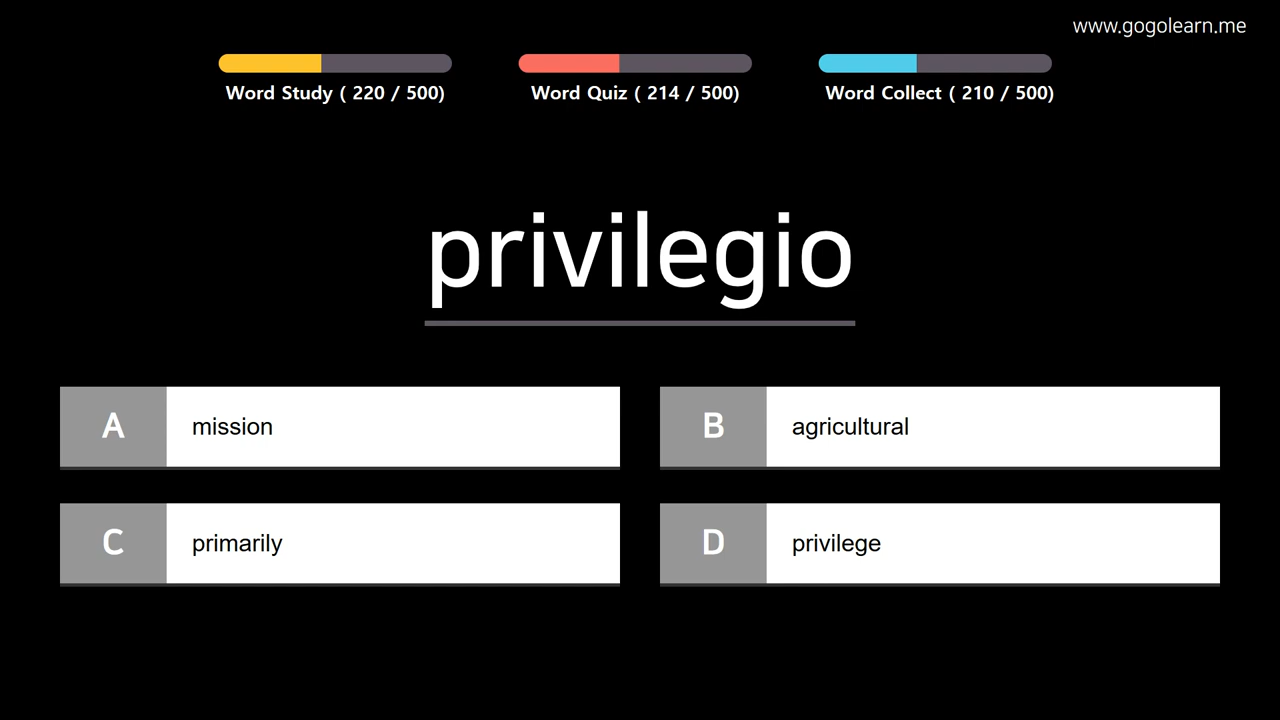 www.gogolearn.me
Word Study ( 220 / 500)
Word Quiz ( 214 / 500)
Word Collect ( 210 / 500)
privilegio
A mission
B agricultural
C primarily
D privilege